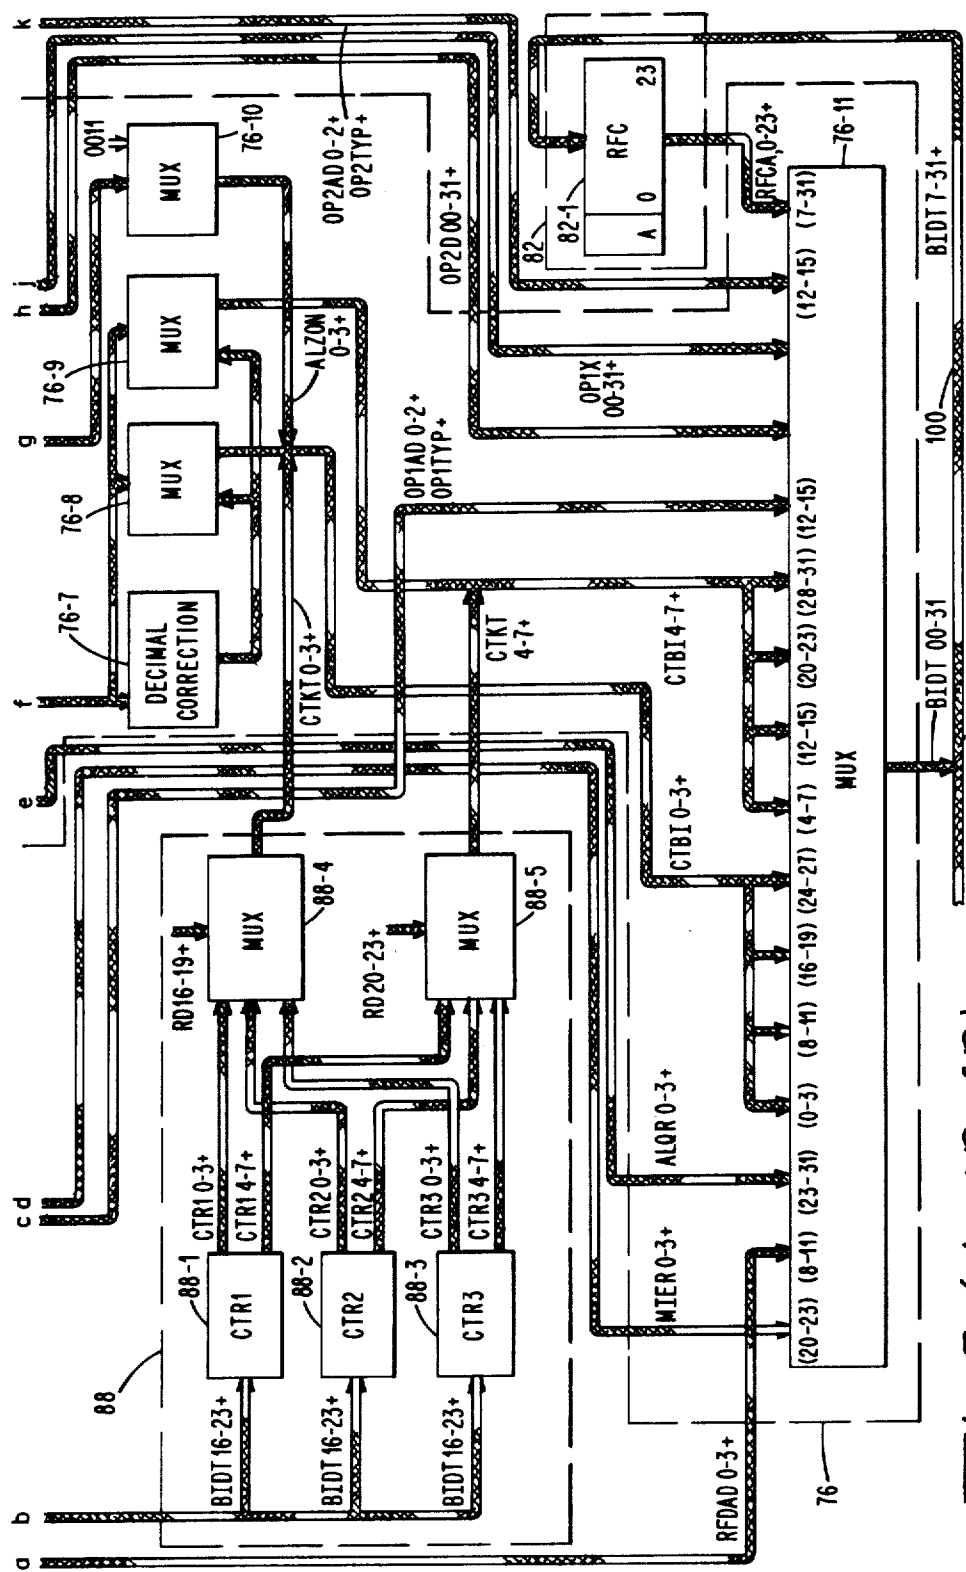 a
b
c d
e
f
g
h
j
k
88
88-1
CTR1
88-2
CTR2
88-3
CTR3
BIDT 16-23+
BIDT 16-23+
BIDT 16-23+
CTR1 0-3+
CTR1 4-7+
CTR2 0-3+
CTR2 4-7+
CTR3 0-3+
CTR3 4-7+
RD16-19+
MUX
88-4
RD20-23+
MUX
88-5
76-7
DECIMAL
CORRECTION
76-8
MUX
76-9
MUX
0011
MUX
76-10
CTKT 0-3+
ALZON
0-3+
OP2AD 0-2+
OP2TYP+
OP1AD 0-2+
OP1TYP+
OP2D 00-31+
CTKT
4-7+
OP1X
00-31+
82
82-1
A 0 RFC 23
RFCA, 0-23+
RFDAD 0-3+
MIER 0-3+
ALQR 0-3+
CTBI 0-3+
CTBI 4-7+
(20-23) (8-11) (23-31) (0-3) (8-11) (16-19) (24-27) (4-7) (12-15) (20-23) (28-31) (12-15) (12-15) (7-31)
MUX
76-11
76
BIDT 00-31
100
BIDT 7-31+